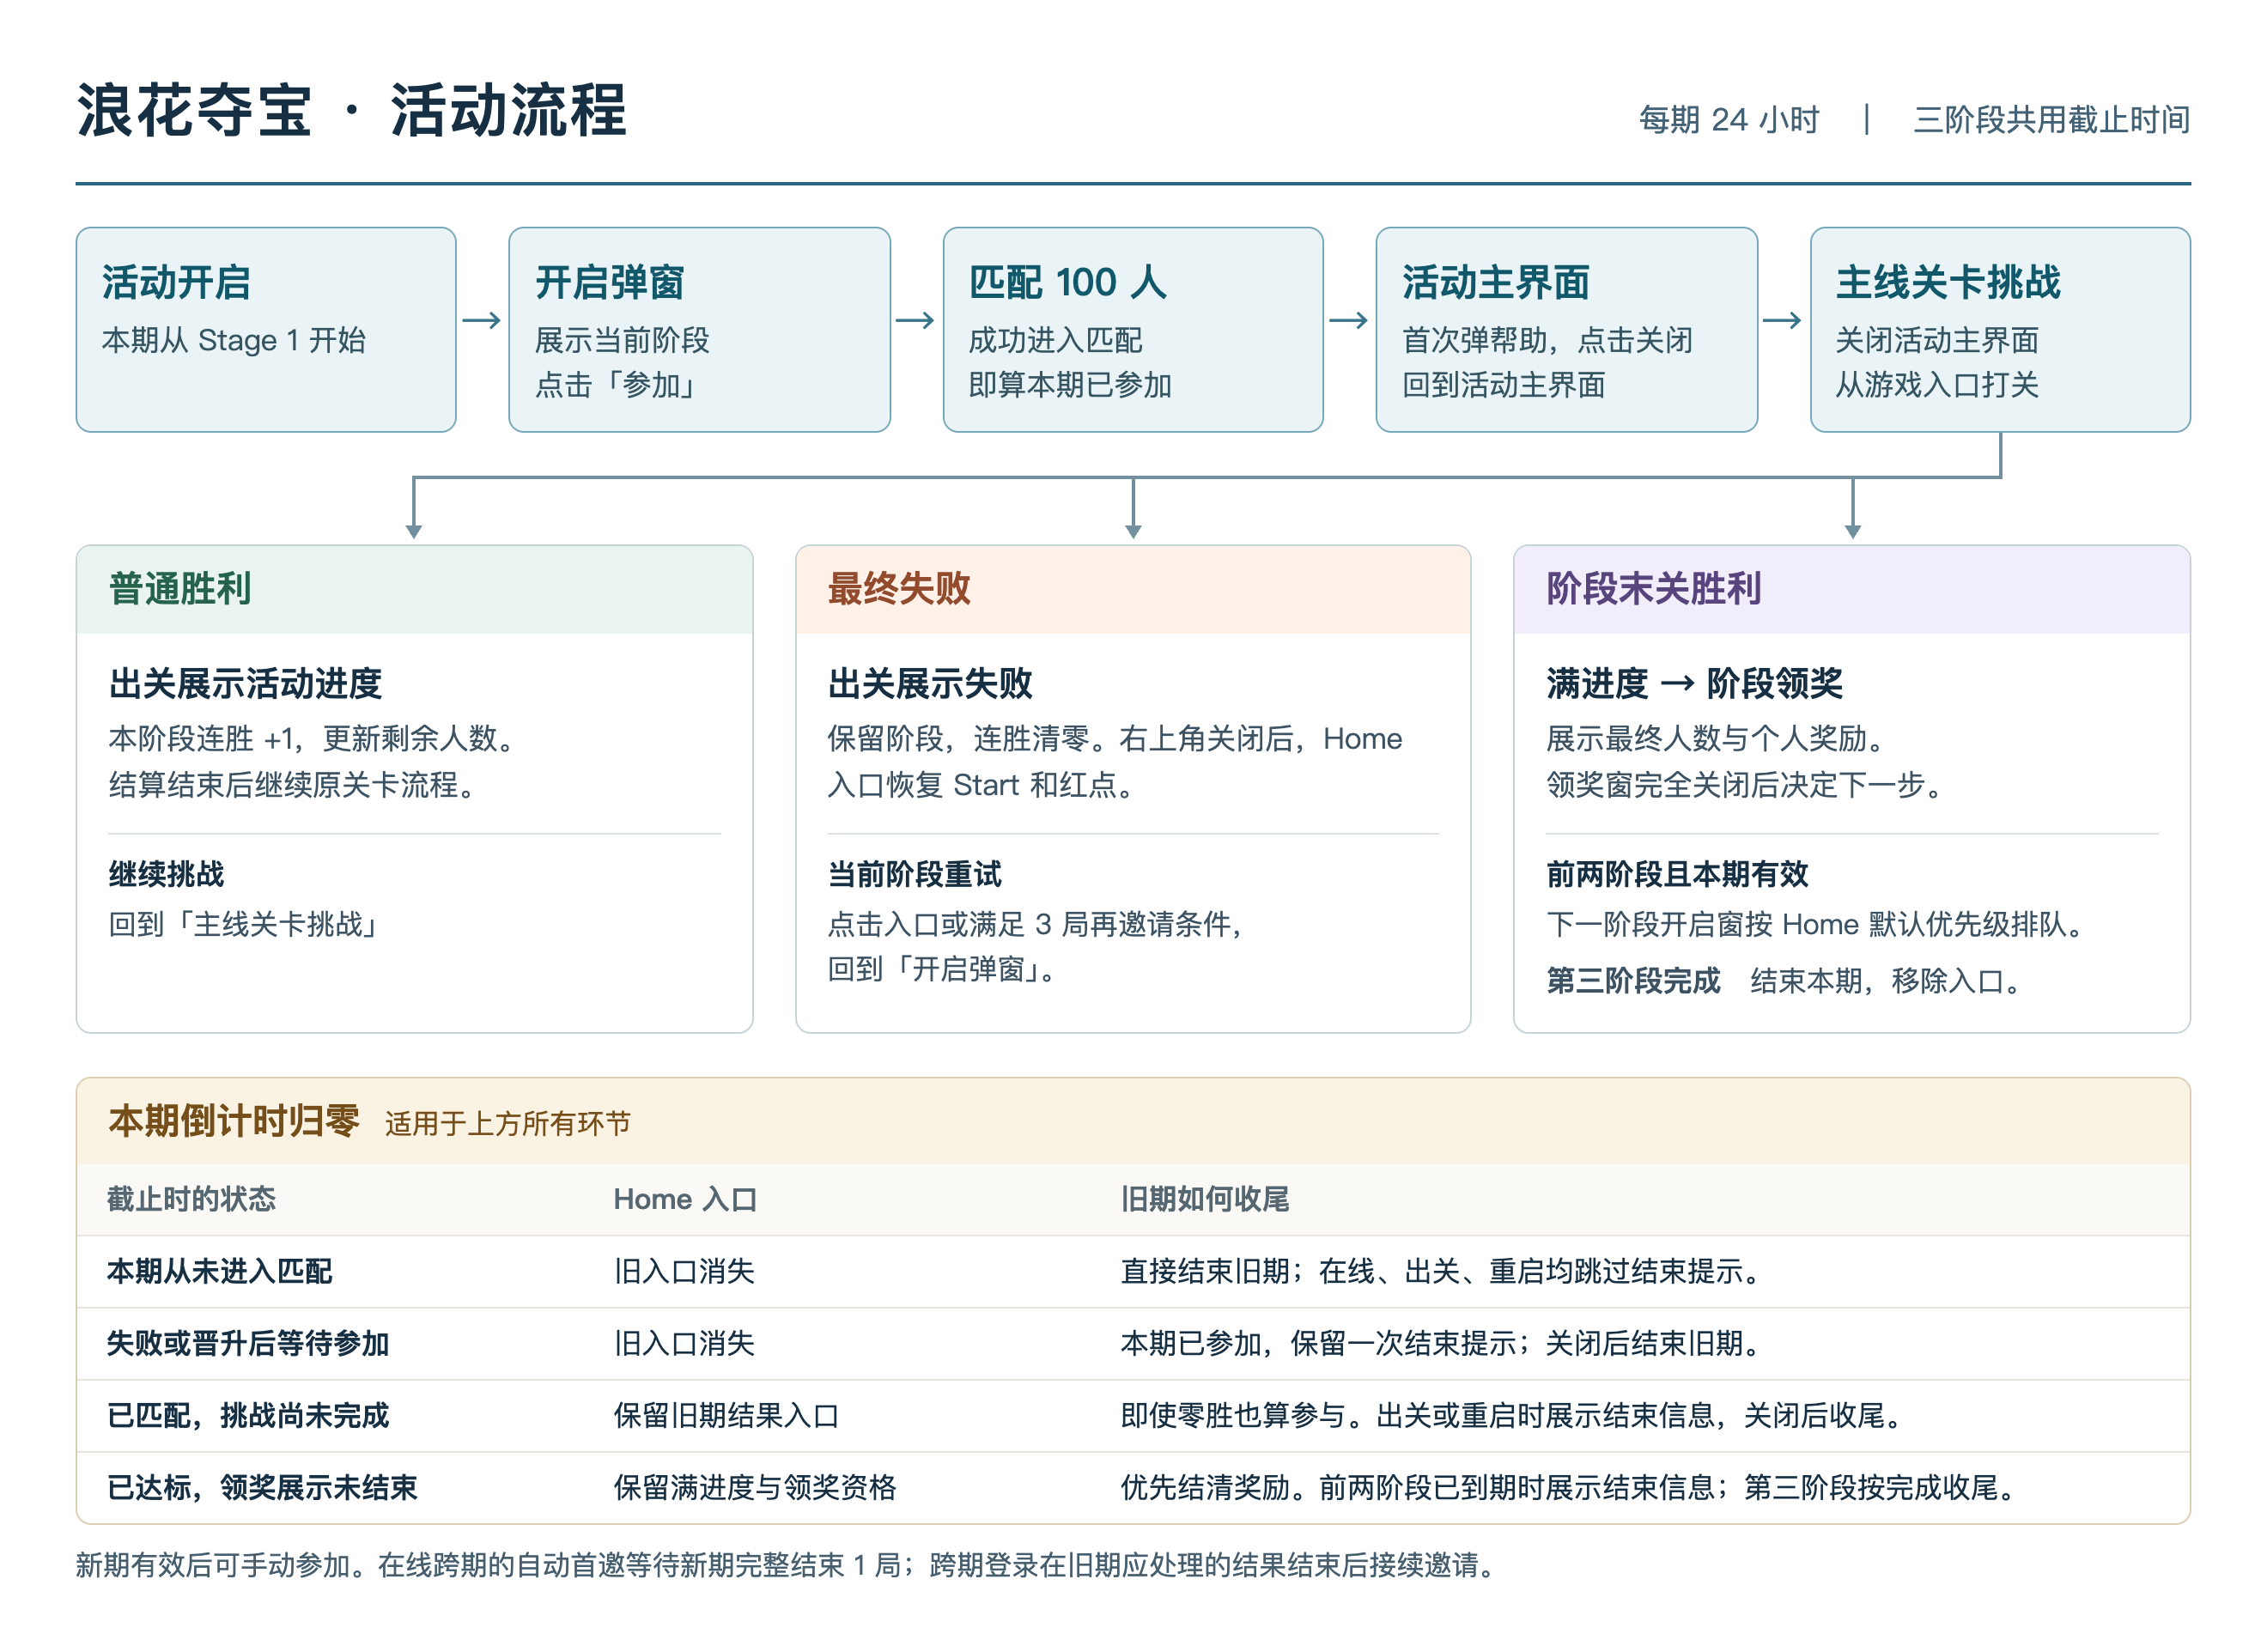 浪花夺宝 · 活动流程
每期 24 小时 | 三阶段共用截止时间
活动开启
本期从 Stage 1 开始
→
开启弹窗
展示当前阶段
点击「参加」
→
匹配 100 人
成功进入匹配
即算本期已参加
→
活动主界面
首次弹帮助，点击关闭
回到活动主界面
→
主线关卡挑战
关闭活动主界面
从游戏入口打关
普通胜利
出关展示活动进度
本阶段连胜 +1，更新剩余人数。
结算结束后继续原关卡流程。
继续挑战
回到「主线关卡挑战」
最终失败
出关展示失败
保留阶段，连胜清零。右上角关闭后，Home
入口恢复 Start 和红点。
当前阶段重试
点击入口或满足 3 局再邀请条件，
回到「开启弹窗」。
阶段末关胜利
满进度 → 阶段领奖
展示最终人数与个人奖励。
领奖窗完全关闭后决定下一步。
前两阶段且本期有效
下一阶段开启窗按 Home 默认优先级排队。
第三阶段完成 结束本期，移除入口。
本期倒计时归零 适用于上方所有环节
截止时的状态 Home 入口 旧期如何收尾
本期从未进入匹配 旧入口消失 直接结束旧期；在线、出关、重启均跳过结束提示。
失败或晋升后等待参加 旧入口消失 本期已参加，保留一次结束提示；关闭后结束旧期。
已匹配，挑战尚未完成 保留旧期结果入口 即使零胜也算参与。出关或重启时展示结束信息，关闭后收尾。
已达标，领奖展示未结束 保留满进度与领奖资格 优先结清奖励。前两阶段已到期时展示结束信息；第三阶段按完成收尾。
新期有效后可手动参加。在线跨期的自动首邀等待新期完整结束 1 局；跨期登录在旧期应处理的结果结束后接续邀请。